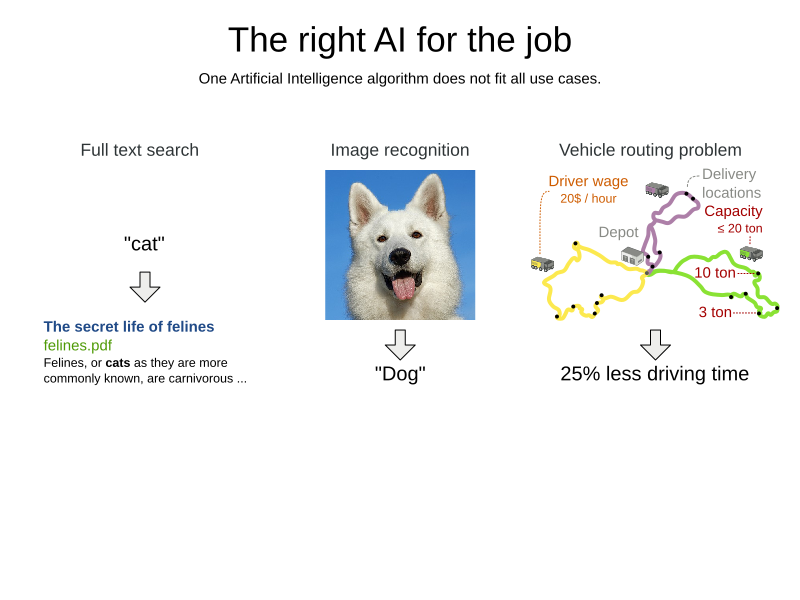 The right AI for the job
One Artificial Intelligence algorithm does not fit all use cases.
Full text search
"cat"
The secret life of felines
felines.pdf
Felines, or cats as they are more
commonly known, are carnivorous ...
Image recognition
"Dog"
Vehicle routing problem
Driver wage
20$ / hour
Delivery
locations
Capacity
≤ 20 ton
Depot
10 ton
3 ton
25% less driving time